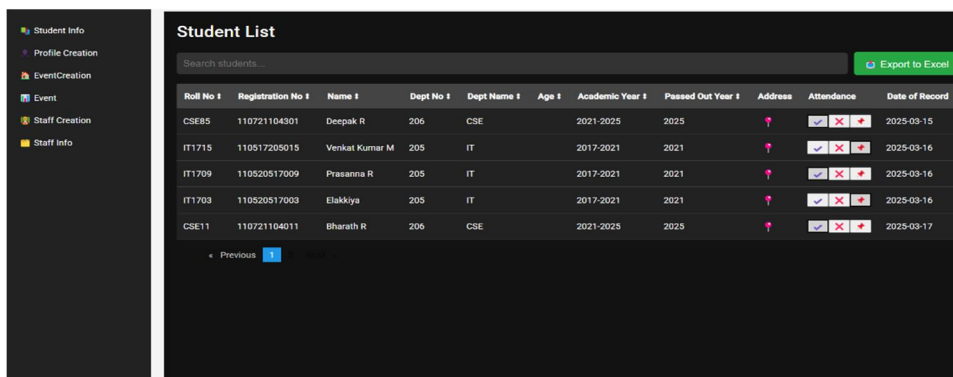 Student Info
Profile Creation
EventCreation
Event
Staff Creation
Staff Info
Student List
Search students...
Export to Excel
Roll No Registration No Name Dept No Dept Name Age Academic Year Passed Out Year Address Attendance Date of Record
CSE85 110721104301 Deepak R 206 CSE 2021-2025 2025 2025-03-15
IT1715 110517205015 Venkat Kumar M 205 IT 2017-2021 2021 2025-03-16
IT1709 110520517009 Prasanna R 205 IT 2017-2021 2021 2025-03-16
IT1703 110520517003 Elakkiya 205 IT 2017-2021 2021 2025-03-16
CSE11 110721104011 Bharath R 206 CSE 2021-2025 2025 2025-03-17
« Previous 1